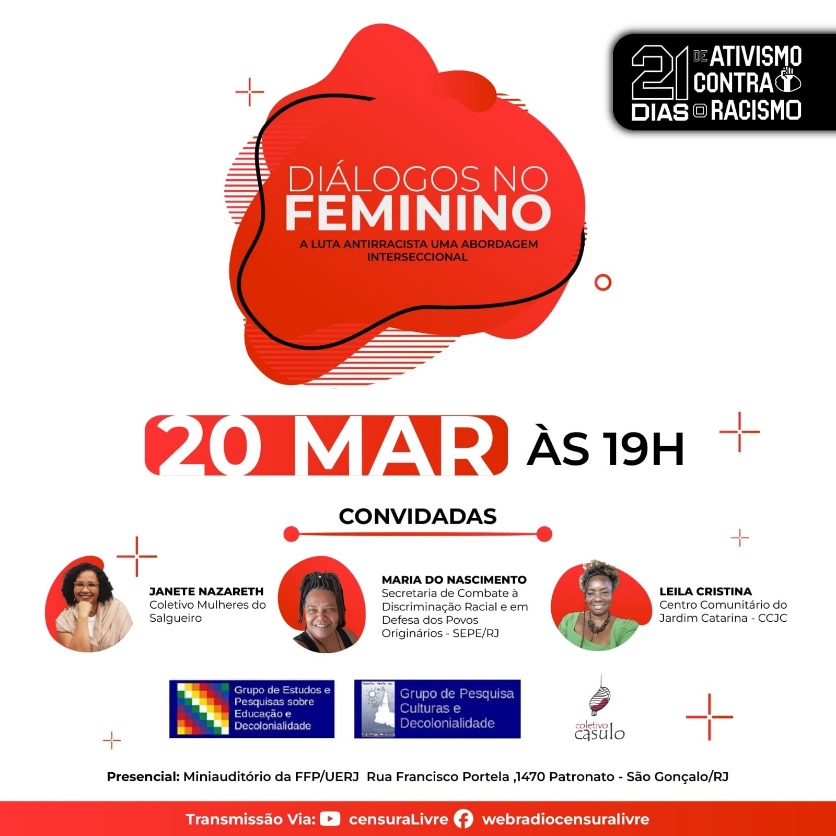 21 DE ATIVISMO
CONTRA
DIAS O RACISMO
DIÁLOGOS NO
FEMININO
A LUTA ANTIRRACISTA UMA ABORDAGEM
INTERSECCIONAL
20 MAR ÀS 19H
CONVIDADAS
JANETE NAZARETH
Coletivo Mulheres do
Salgueiro
MARIA DO NASCIMENTO
Secretaria de Combate à
Discriminação Racial e em
Defesa dos Povos
Originários - SEPE/RJ
LEILA CRISTINA
Centro Comunitário do
Jardim Catarina - CCJC
Grupo de Estudos e
Pesquisas sobre
Educação e
Decolonialidade
Grupo de Pesquisa
Culturas e
Decolonialidade
coletivo
casulo
Presencial: Miniauditório da FFP/UERJ Rua Francisco Portela ,1470 Patronato - São Gonçalo/RJ
Transmissão Via: censuraLivre webradiocensuralivre